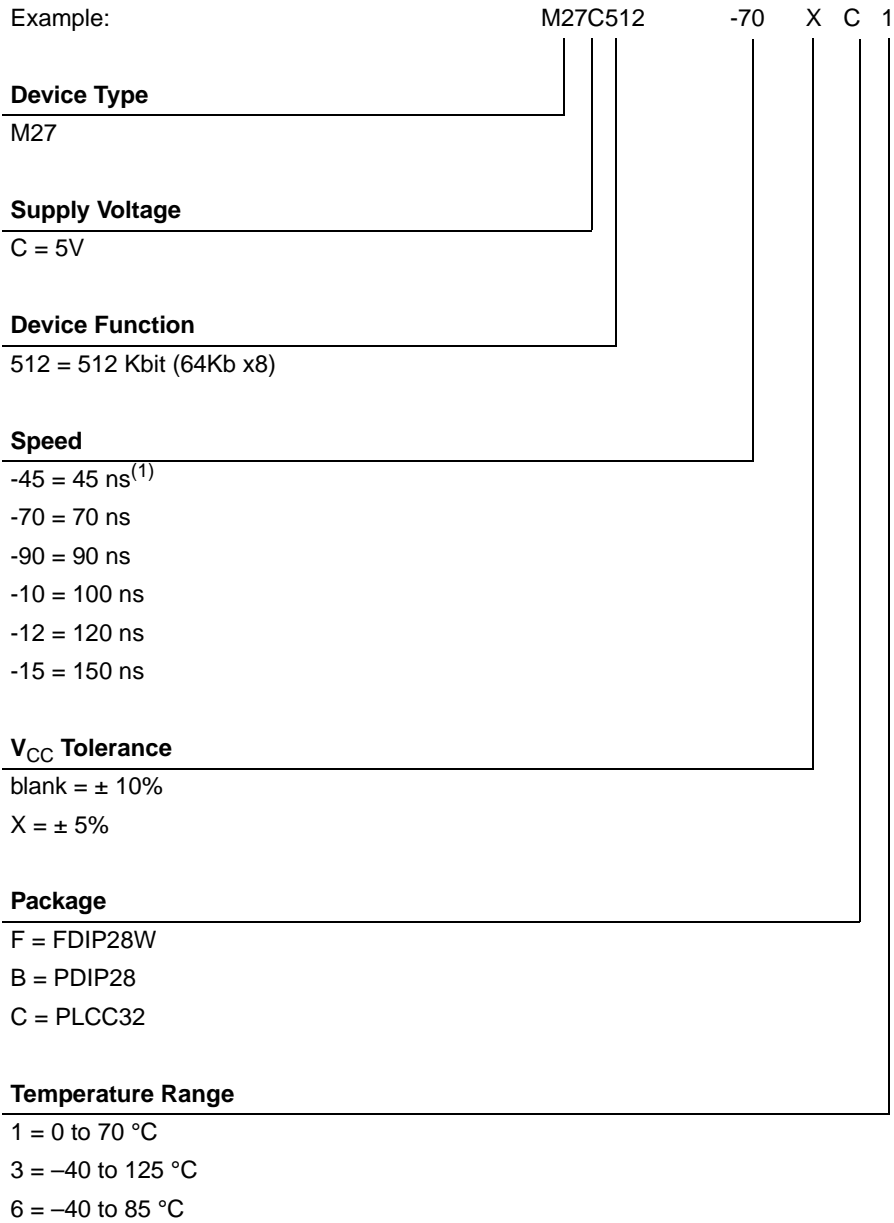 Example: M27C512 -70 X C 1
Device Type
M27
Supply Voltage
C = 5V
Device Function
512 = 512 Kbit (64Kb x8)
Speed
-45 = 45 ns(1)
-70 = 70 ns
-90 = 90 ns
-10 = 100 ns
-12 = 120 ns
-15 = 150 ns
VCC Tolerance
blank = ± 10%
X = ± 5%
Package
F = FDIP28W
B = PDIP28
C = PLCC32
Temperature Range
1 = 0 to 70 °C
3 = –40 to 125 °C
6 = –40 to 85 °C